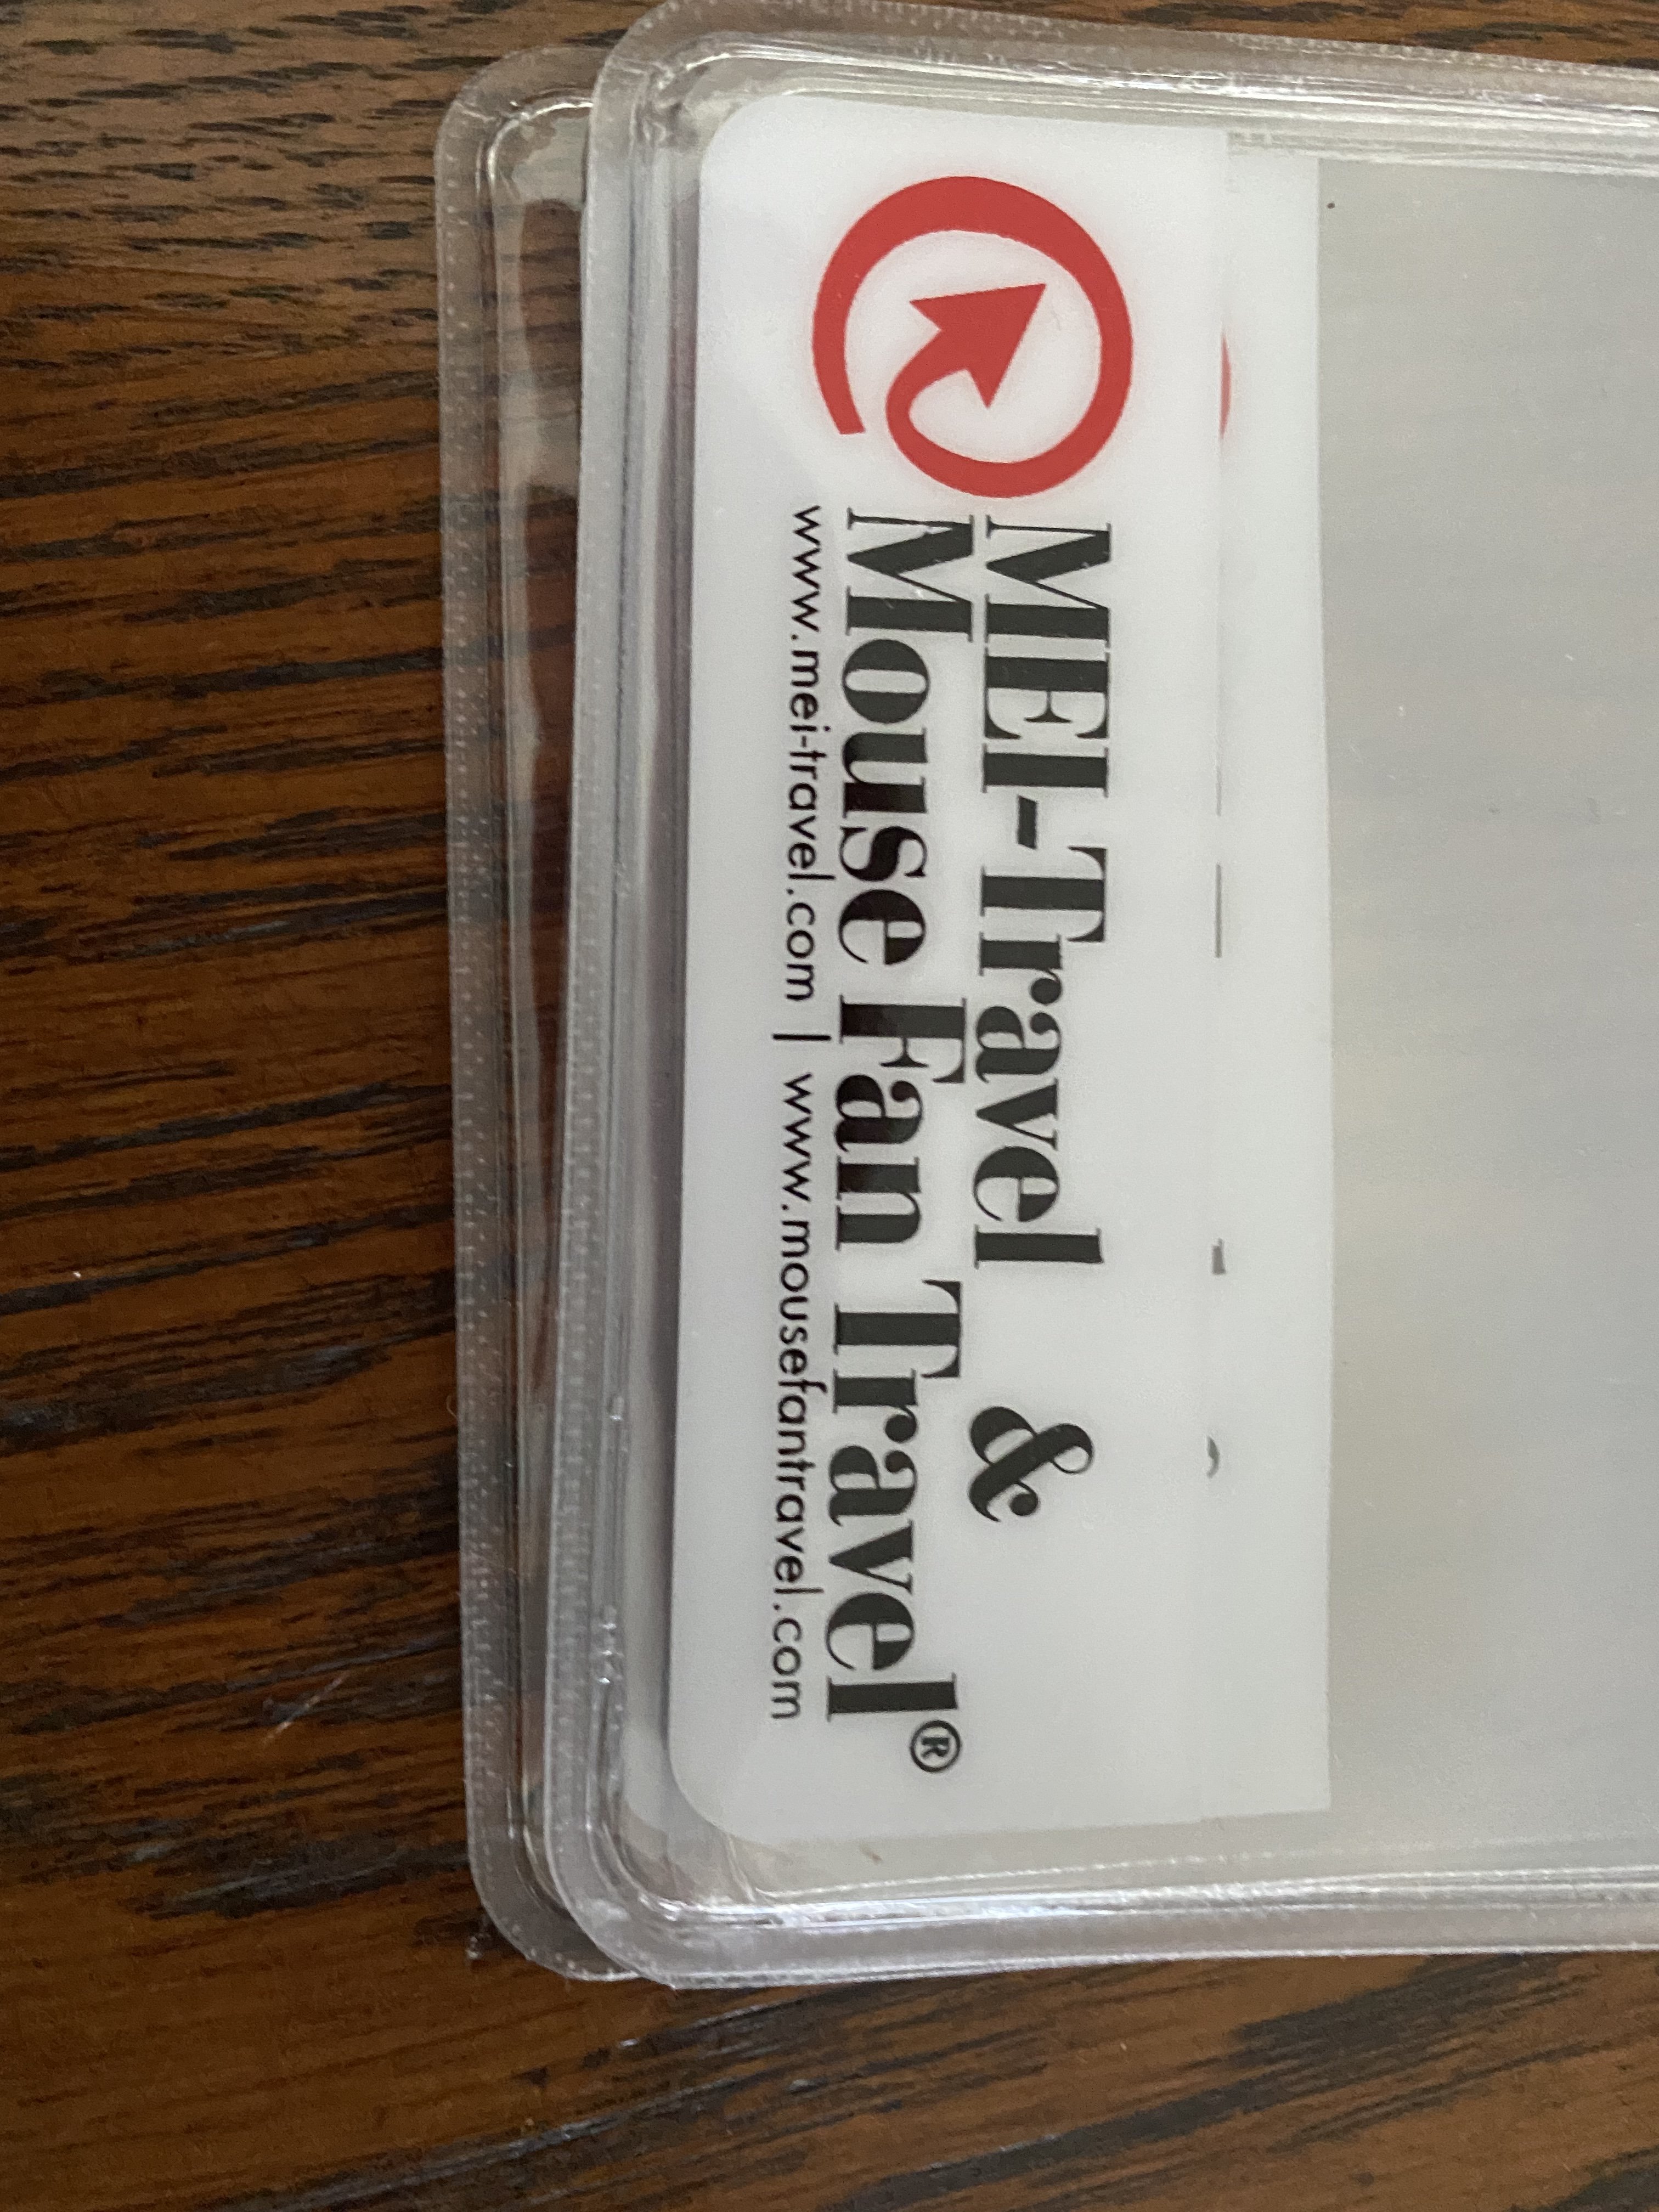 MEI-Travel &
Mouse Fan Travel®
www.mei-travel.com | www.mousefantravel.com